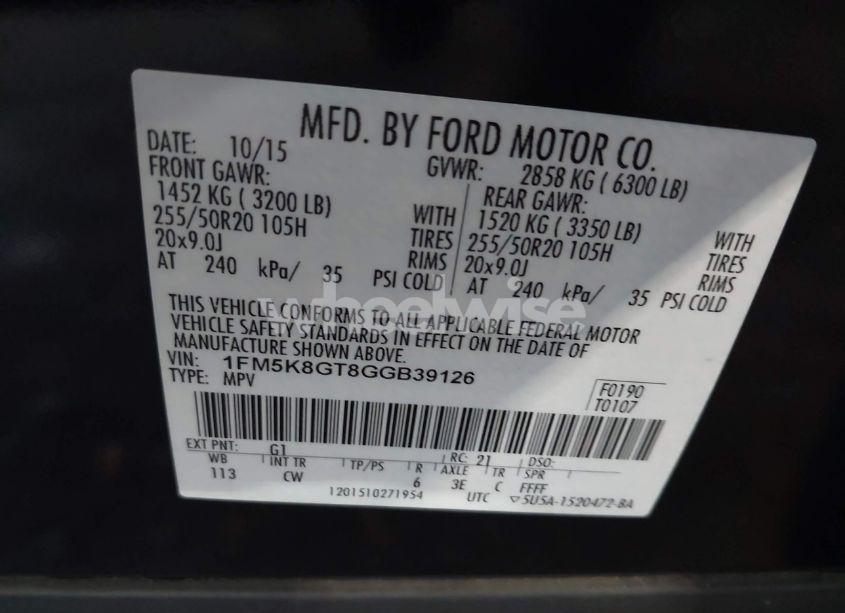 MFD. BY FORD MOTOR CO.
DATE: 10/15 GVWR: 2858 KG ( 6300 LB)
FRONT GAWR: REAR GAWR:
1452 KG ( 3200 LB) WITH 1520 KG ( 3350 LB) WITH
255/50R20 105H TIRES 255/50R20 105H TIRES
20x9.0J RIMS 20x9.0J RIMS
AT 240 kPa/ 35 PSI COLD AT 240 kPa/ 35 PSI COLD
wheelwise
THIS VEHICLE CONFORMS TO ALL APPLICABLE FEDERAL MOTOR
VEHICLE SAFETY STANDARDS IN EFFECT ON THE DATE OF
MANUFACTURE SHOWN ABOVE.
VIN: 1FM5K8GT8GGB39126
TYPE: MPV
F0190
T0107
EXT PNT: G1 RC: 21 DSO:
WB INT TR TP/PS R AXLE TR SPR
113 CW 6 3E C FFFF
1201510271954 UTC ▽5U5A-1520472-BA